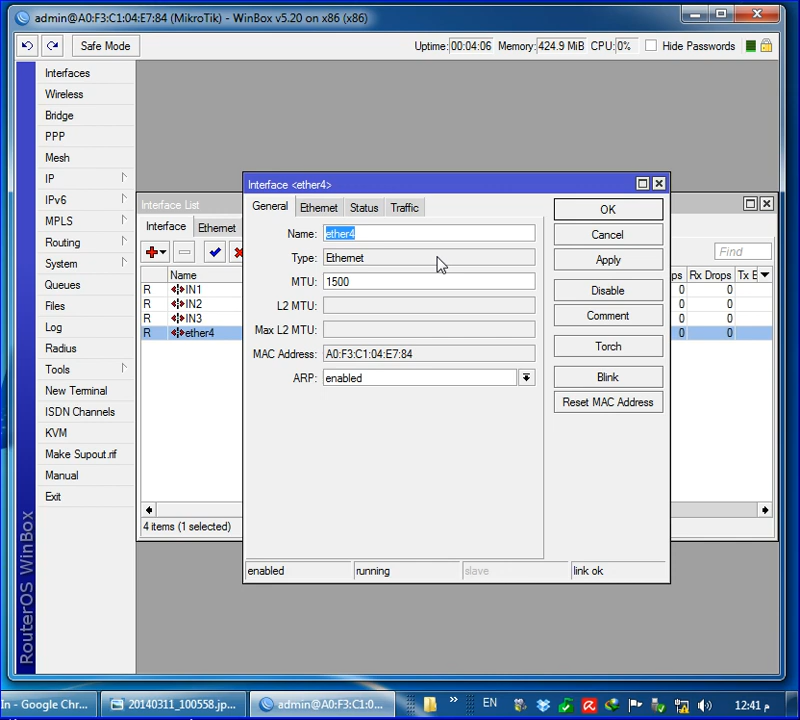 admin@A0:F3:C1:04:E7:84 (MikroTik) - WinBox v5.20 on x86 (x86)
Safe Mode
Uptime: 00:04:06 Memory: 424.9 MiB CPU: 0% Hide Passwords
Interfaces
Wireless
Bridge
PPP
Mesh
IP
IPv6
MPLS
Routing
System
Queues
Files
Log
Radius
Tools
New Terminal
ISDN Channels
KVM
Make Supout.rif
Manual
Exit
RouterOS WinBox
Interface List
Interface Ethernet
Find
Name
Rx Drops Tx E
R IN1 0 0
R IN2 0 0
R IN3 0 0
R ether4 0 0
4 items (1 selected)
Interface <ether4>
General Ethernet Status Traffic
Name: ether4
Type: Ethernet
MTU: 1500
L2 MTU:
Max L2 MTU:
MAC Address: A0:F3:C1:04:E7:84
ARP: enabled
OK
Cancel
Apply
Disable
Comment
Torch
Blink
Reset MAC Address
enabled running slave link ok
In - Google Chr... 20140311_100558.jp... admin@A0:F3:C1:0... EN 12:41 م